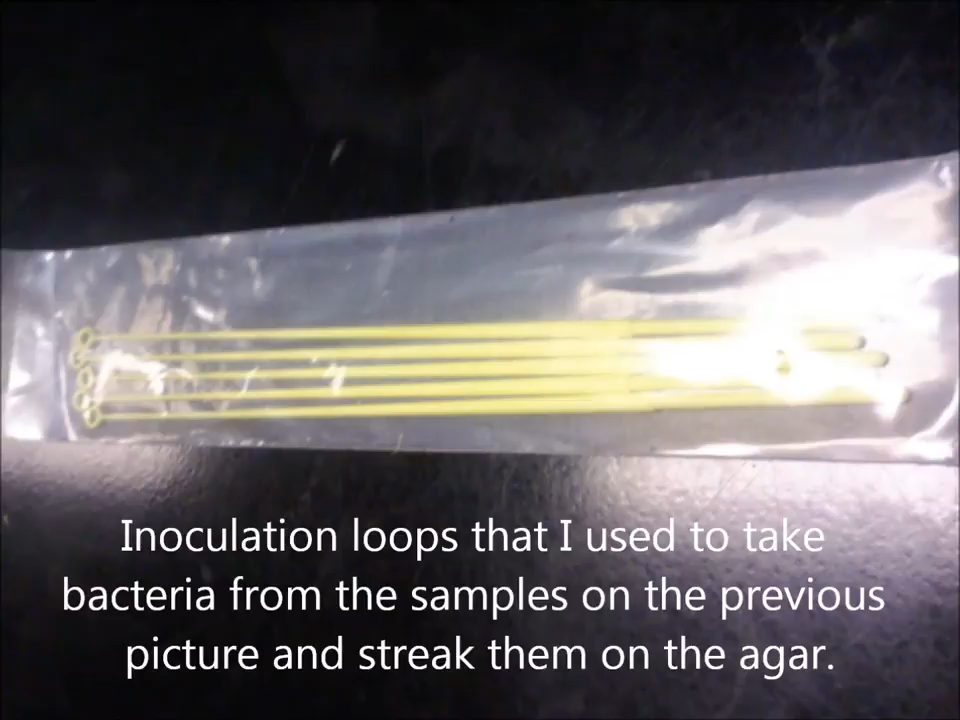 Inoculation loops that I used to take
bacteria from the samples on the previous
picture and streak them on the agar.